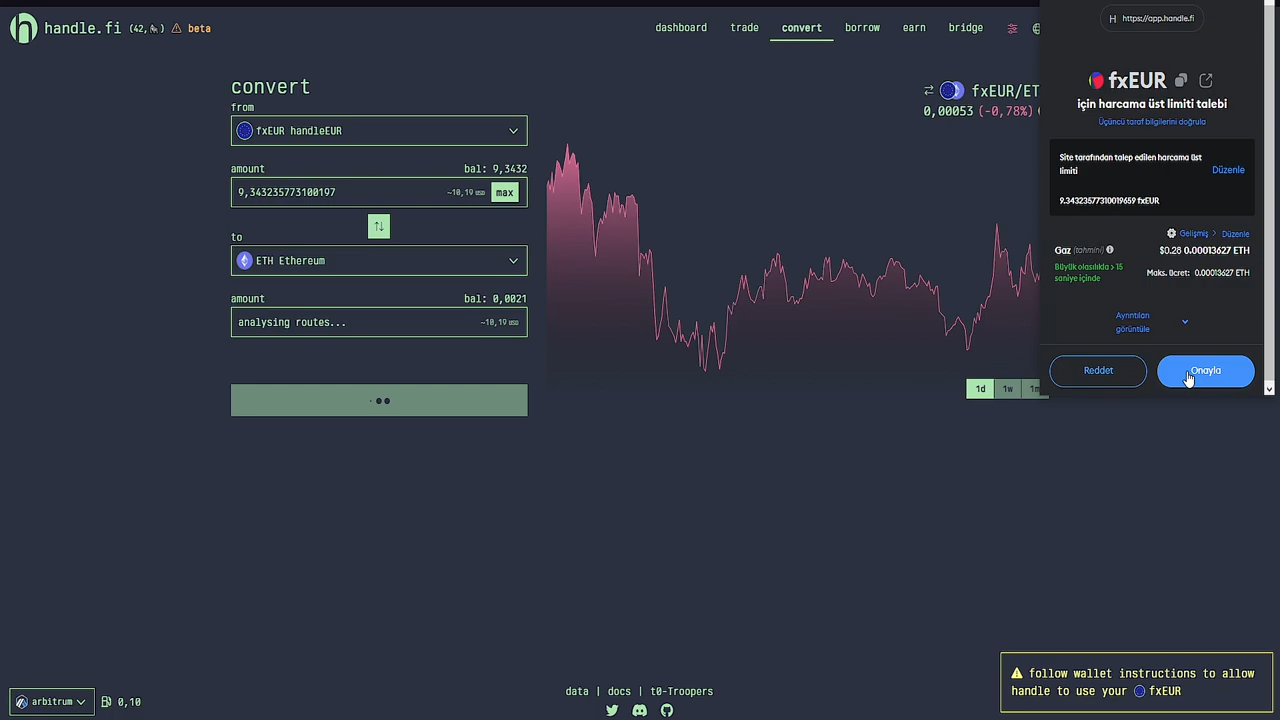 handle.fi (42, ) beta
dashboard trade convert borrow earn bridge
convert
from
fxEUR handleEUR
amount bal: 9,3432
9,343235773100197 ~10,19 USD max
to
ETH Ethereum
amount bal: 0,0021
analysing routes... ~10,19 USD
fxEUR/ET
0,00053 (-0,78%)
1d 1w 1m
H https://app.handle.fi
fxEUR
için harcama üst limiti talebi
Üçüncü taraf bilgilerini doğrula
Site tarafından talep edilen harcama üst
limiti
Düzenle
9.34323577310019659 fxEUR
Gelişmiş Düzenle
Gaz (tahmini) $0.28 0.00013627 ETH
Büyük olasılıkla > 15
saniye içinde
Maks. ücret: 0.00013627 ETH
Ayrıntıları
görüntüle
Reddet Onayla
follow wallet instructions to allow
handle to use your fxEUR
arbitrum 0,10
data | docs | t0-Troopers